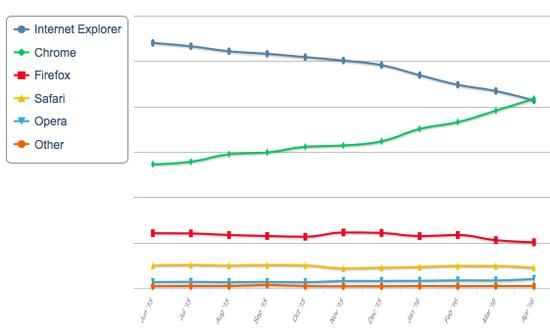 Internet Explorer
Chrome
Firefox
Safari
Opera
Other
Jun '15
Jul '15
Aug '15
Sep '15
Oct '15
Nov '15
Dec '15
Jan '16
Feb '16
Mar '16
Apr '16